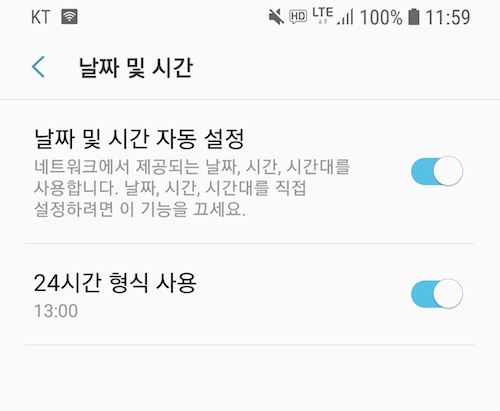 KT HD LTE 100% 11:59
날짜 및 시간
날짜 및 시간 자동 설정
네트워크에서 제공되는 날짜, 시간, 시간대를
사용합니다. 날짜, 시간, 시간대를 직접
설정하려면 이 기능을 끄세요.
24시간 형식 사용
13:00